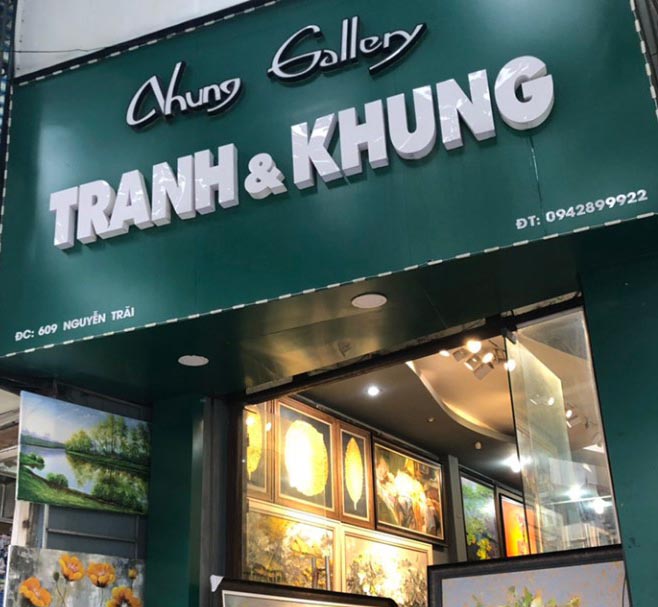 Nhung Gallery
TRANH & KHUNG
ĐT: 0942899922
ĐC: 609 NGUYỄN TRÃI